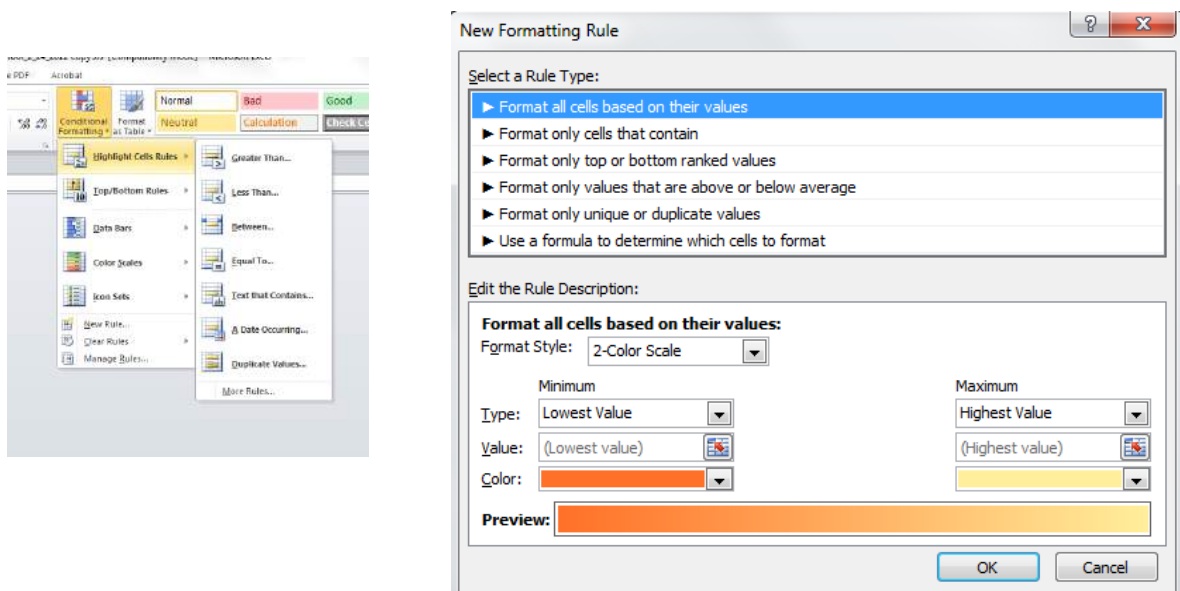 PDF Acrobat
Normal Bad Good
Conditional Formatting Format as Table Neutral Calculation Check Ce
Highlight Cells Rules
Top/Bottom Rules
Data Bars
Color Scales
Icon Sets
New Rule...
Clear Rules
Manage Rules...
Greater Than...
Less Than...
Between...
Equal To...
Text that Contains...
A Date Occurring...
Duplicate Values...
More Rules...
New Formatting Rule
Select a Rule Type:
► Format all cells based on their values
► Format only cells that contain
► Format only top or bottom ranked values
► Format only values that are above or below average
► Format only unique or duplicate values
► Use a formula to determine which cells to format
Edit the Rule Description:
Format all cells based on their values:
Format Style: 2-Color Scale
Minimum Maximum
Type: Lowest Value Highest Value
Value: (Lowest value) (Highest value)
Color:
Preview:
OK Cancel